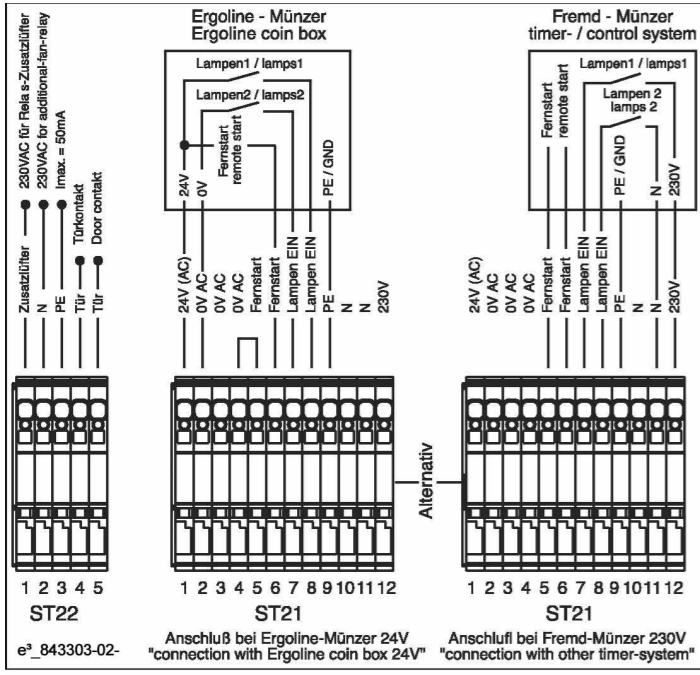 230VAC für Rela s-Zusatzlüfter
230VAC for additional-fan-relay
Imax. = 50mA
Türkontakt
Door contakt
Zusatzlüfter
N
PE
Tür
Tür
1 2 3 4 5
ST22
e³_843303-02-
Ergoline - Münzer
Ergoline coin box
Lampen1 / lamps1
Lampen2 / lamps2
Fernstart
remote start
24V
0V
PE / GND
24V (AC)
0V AC
0V AC
0V AC
Fernstart
Fernstart
Lampen EIN
Lampen EIN
PE
N
N
230V
1 2 3 4 5 6 7 8 9 10 11 12
ST21
Anschluß bei Ergoline-Münzer 24V
"connection with Ergoline coin box 24V"
Alternativ
Fremd - Münzer
timer- / control system
Lampen1 / lamps1
Lampen 2
lamps 2
Fernstart
remote start
PE / GND
N
230V
24V (AC)
0V AC
0V AC
0V AC
Fernstart
Fernstart
Lampen EIN
Lampen EIN
PE
N
N
230V
1 2 3 4 5 6 7 8 9 10 11 12
ST21
Anschlufl bei Fremd-Münzer 230V
"connection with other timer-system"